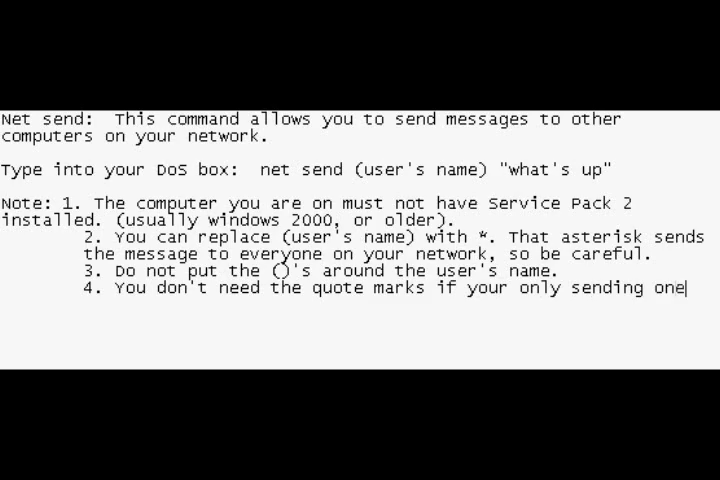 Net send:  This command allows you to send messages to other
computers on your network.
Type into your DoS box:  net send (user's name) "what's up"
Note: 1. The computer you are on must not have Service Pack 2
installed. (usually windows 2000, or older).
2. You can replace (user's name) with *. That asterisk sends
the message to everyone on your network, so be careful.
3. Do not put the ()'s around the user's name.
4. You don't need the quote marks if your only sending one